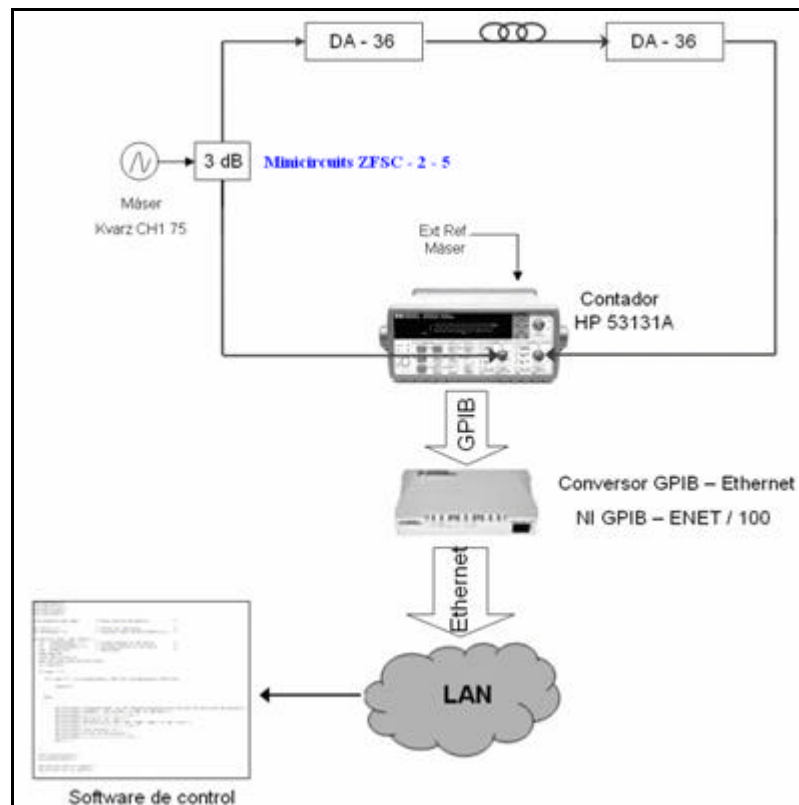 DA - 36
DA - 36
3 dB
Minicircuits ZFSC - 2 - 5
Máser
Kvarz CH1 75
Ext Ref
Máser
Contador
HP 53131A
GPIB
Conversor GPIB – Ethernet
NI GPIB – ENET / 100
Ethernet
LAN
Software de control